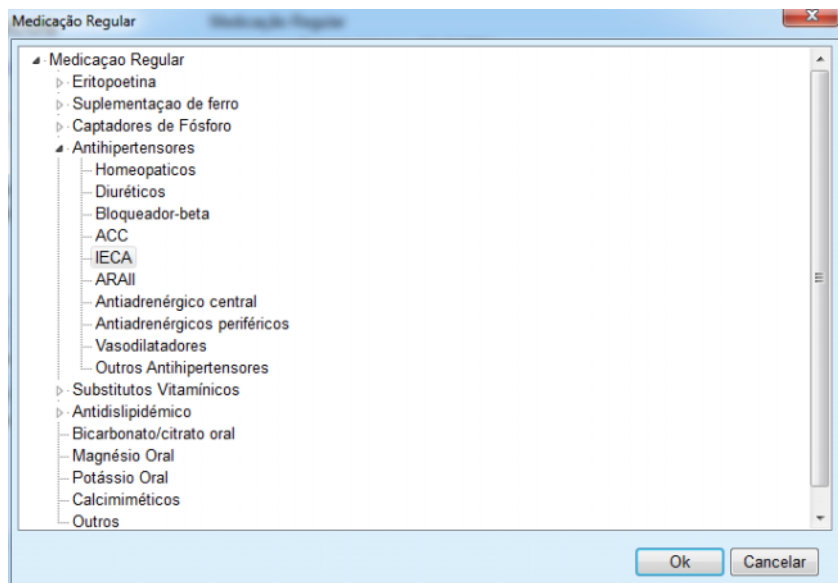 Medicação Regular
Medicaçao Regular
Eritopoetina
Suplementaçao de ferro
Captadores de Fósforo
Antihipertensores
Homeopaticos
Diuréticos
Bloqueador-beta
ACC
IECA
ARAII
Antiadrenérgico central
Antiadrenérgicos periféricos
Vasodilatadores
Outros Antihipertensores
Substitutos Vitamínicos
Antidislipidémico
Bicarbonato/citrato oral
Magnésio Oral
Potássio Oral
Calcimiméticos
Outros
Ok Cancelar